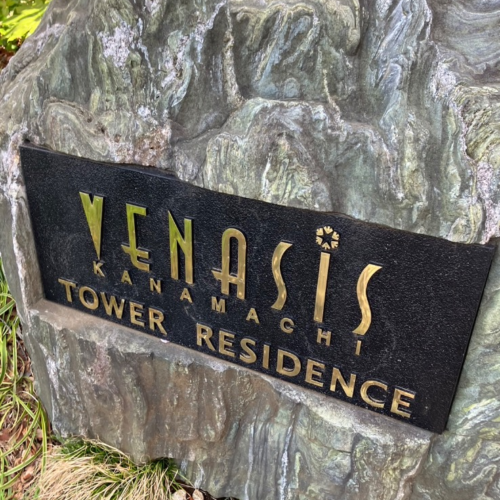 VENASIS
KANAMACHI
TOWER RESIDENCE